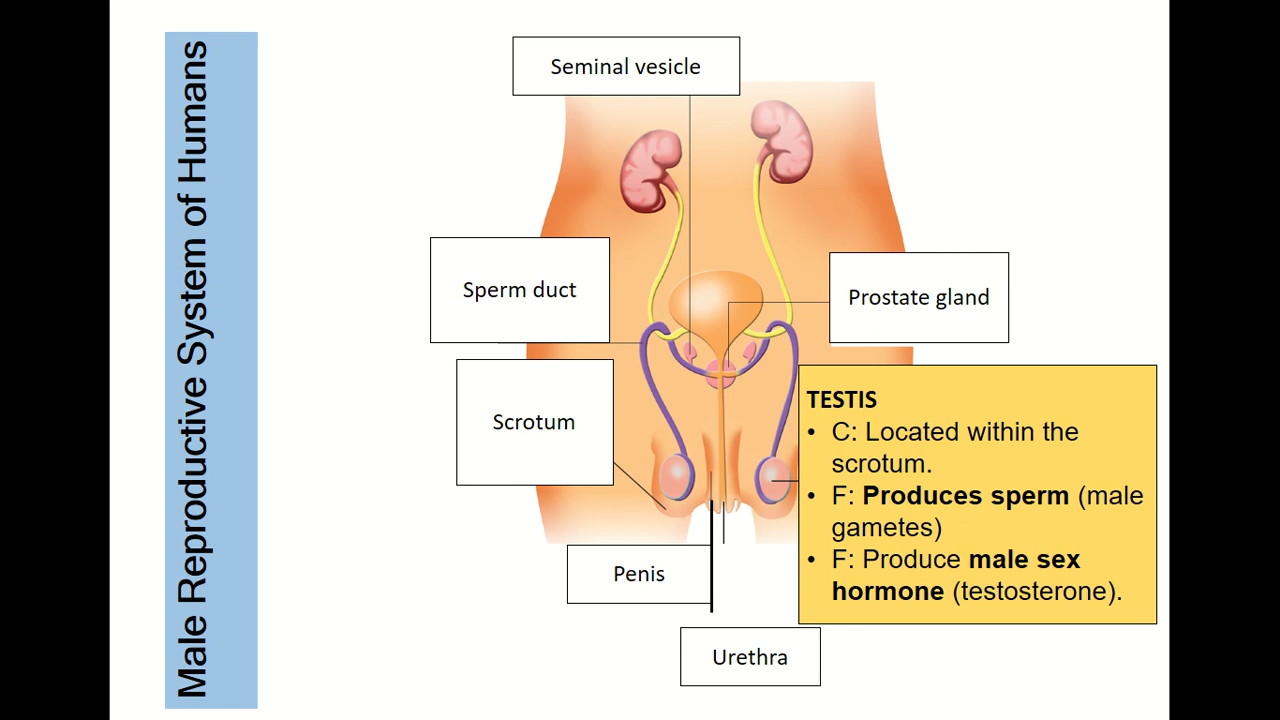 Male Reproductive System of Humans
Seminal vesicle
Sperm duct
Prostate gland
Scrotum
TESTIS
• C: Located within the
scrotum.
• F: Produces sperm (male
gametes)
• F: Produce male sex
hormone (testosterone).
Penis
Urethra